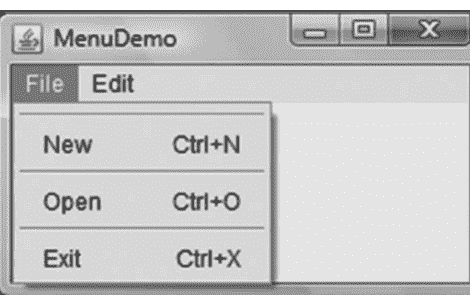 MenuDemo
File Edit
New Ctrl+N
Open Ctrl+O
Exit Ctrl+X